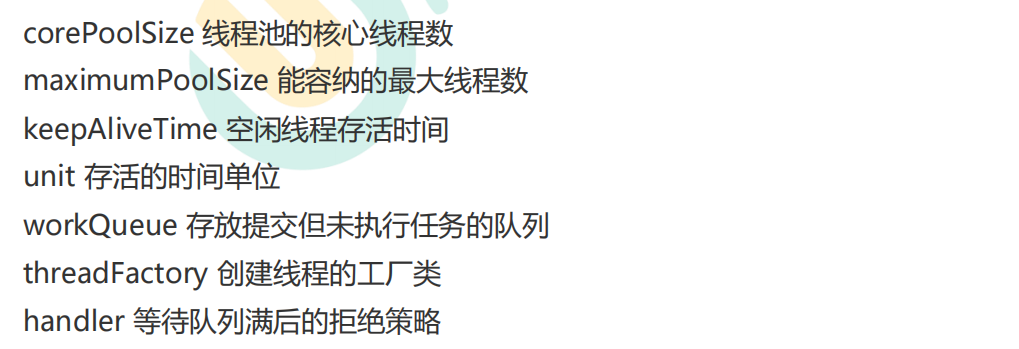 corePoolSize 线程池的核心线程数
maximumPoolSize 能容纳的最大线程数
keepAliveTime 空闲线程存活时间
unit 存活的时间单位
workQueue 存放提交但未执行任务的队列
threadFactory 创建线程的工厂类
handler 等待队列满后的拒绝策略